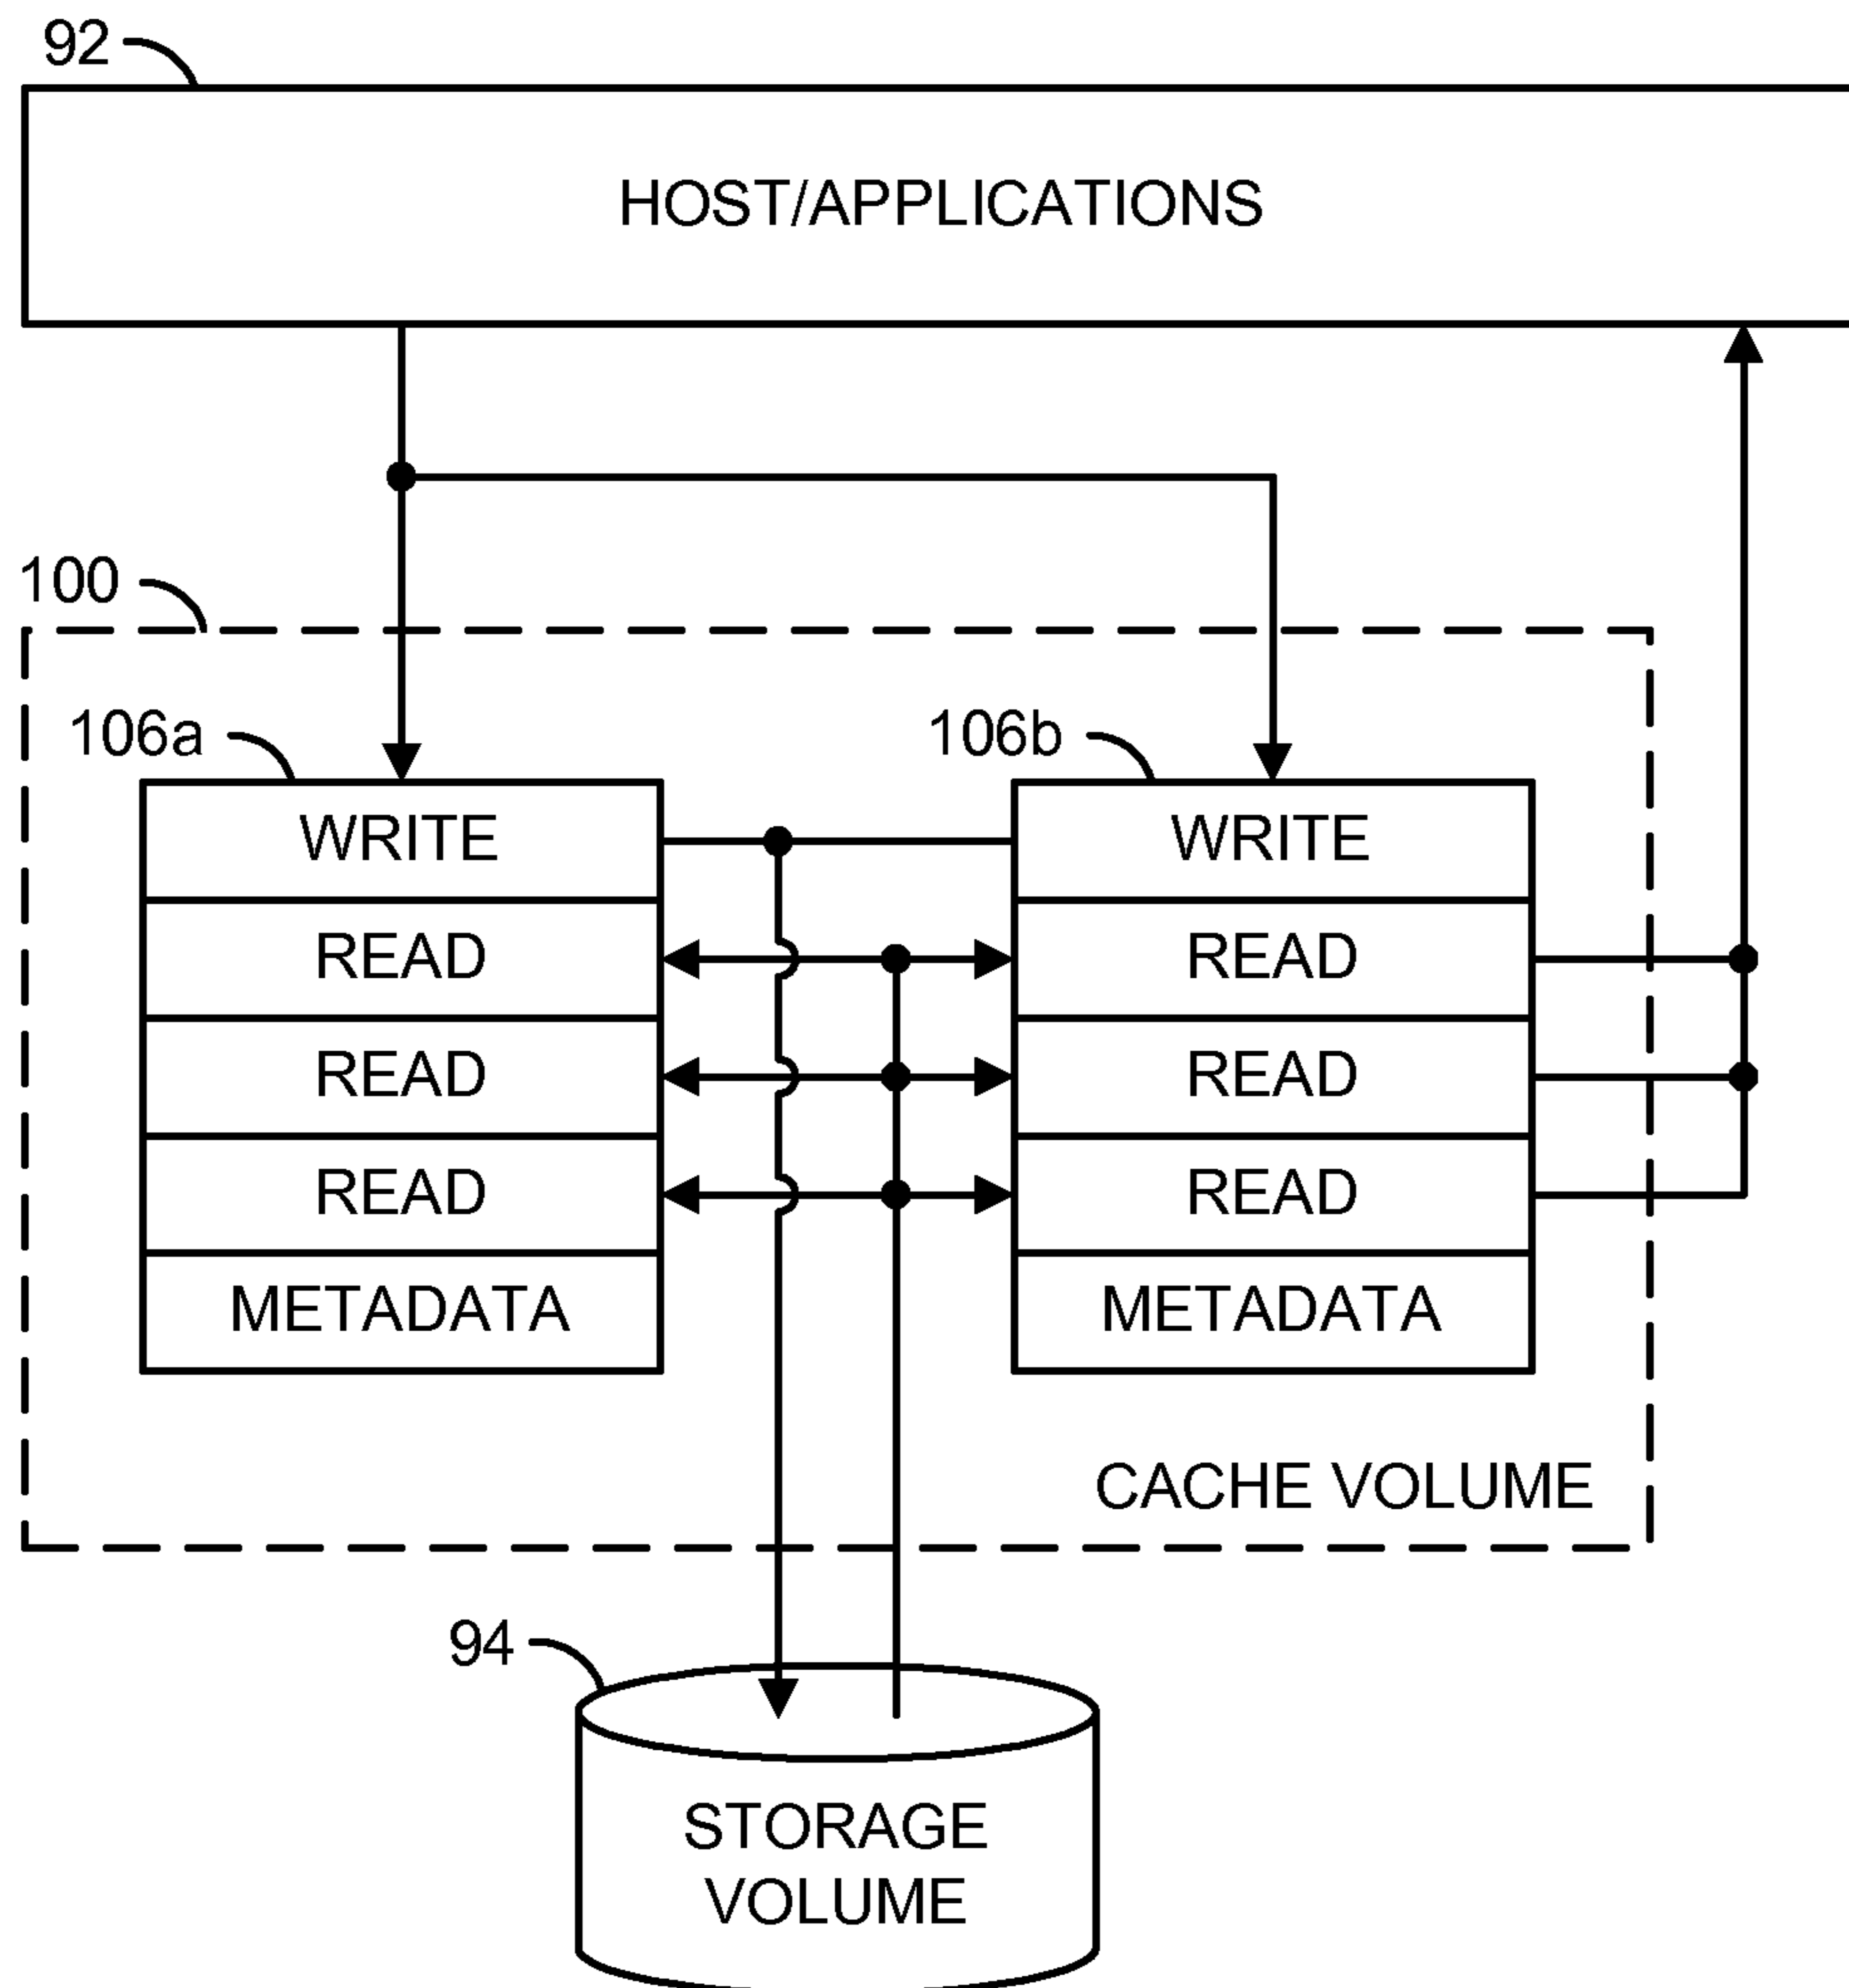 92
HOST/APPLICATIONS
100
106a
106b
WRITE
READ
READ
READ
METADATA
WRITE
READ
READ
READ
METADATA
CACHE VOLUME
94
STORAGE
VOLUME